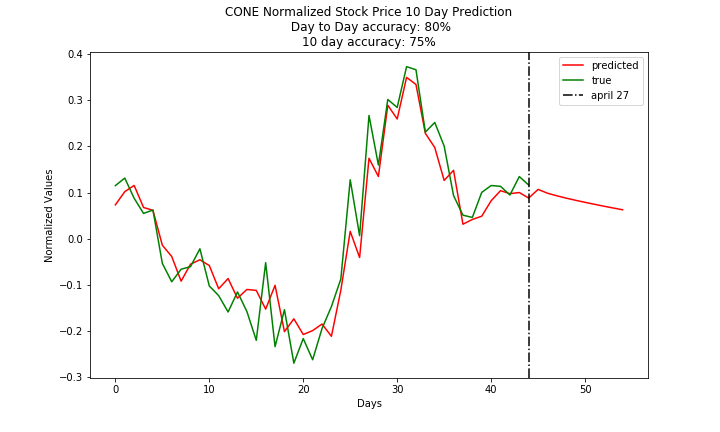 CONE Normalized Stock Price 10 Day Prediction
Day to Day accuracy: 80%
10 day accuracy: 75%
predicted
true
april 27
0.4
0.3
0.2
0.1
0.0
−0.1
−0.2
−0.3
Normalized Values
0 10 20 30 40 50
Days